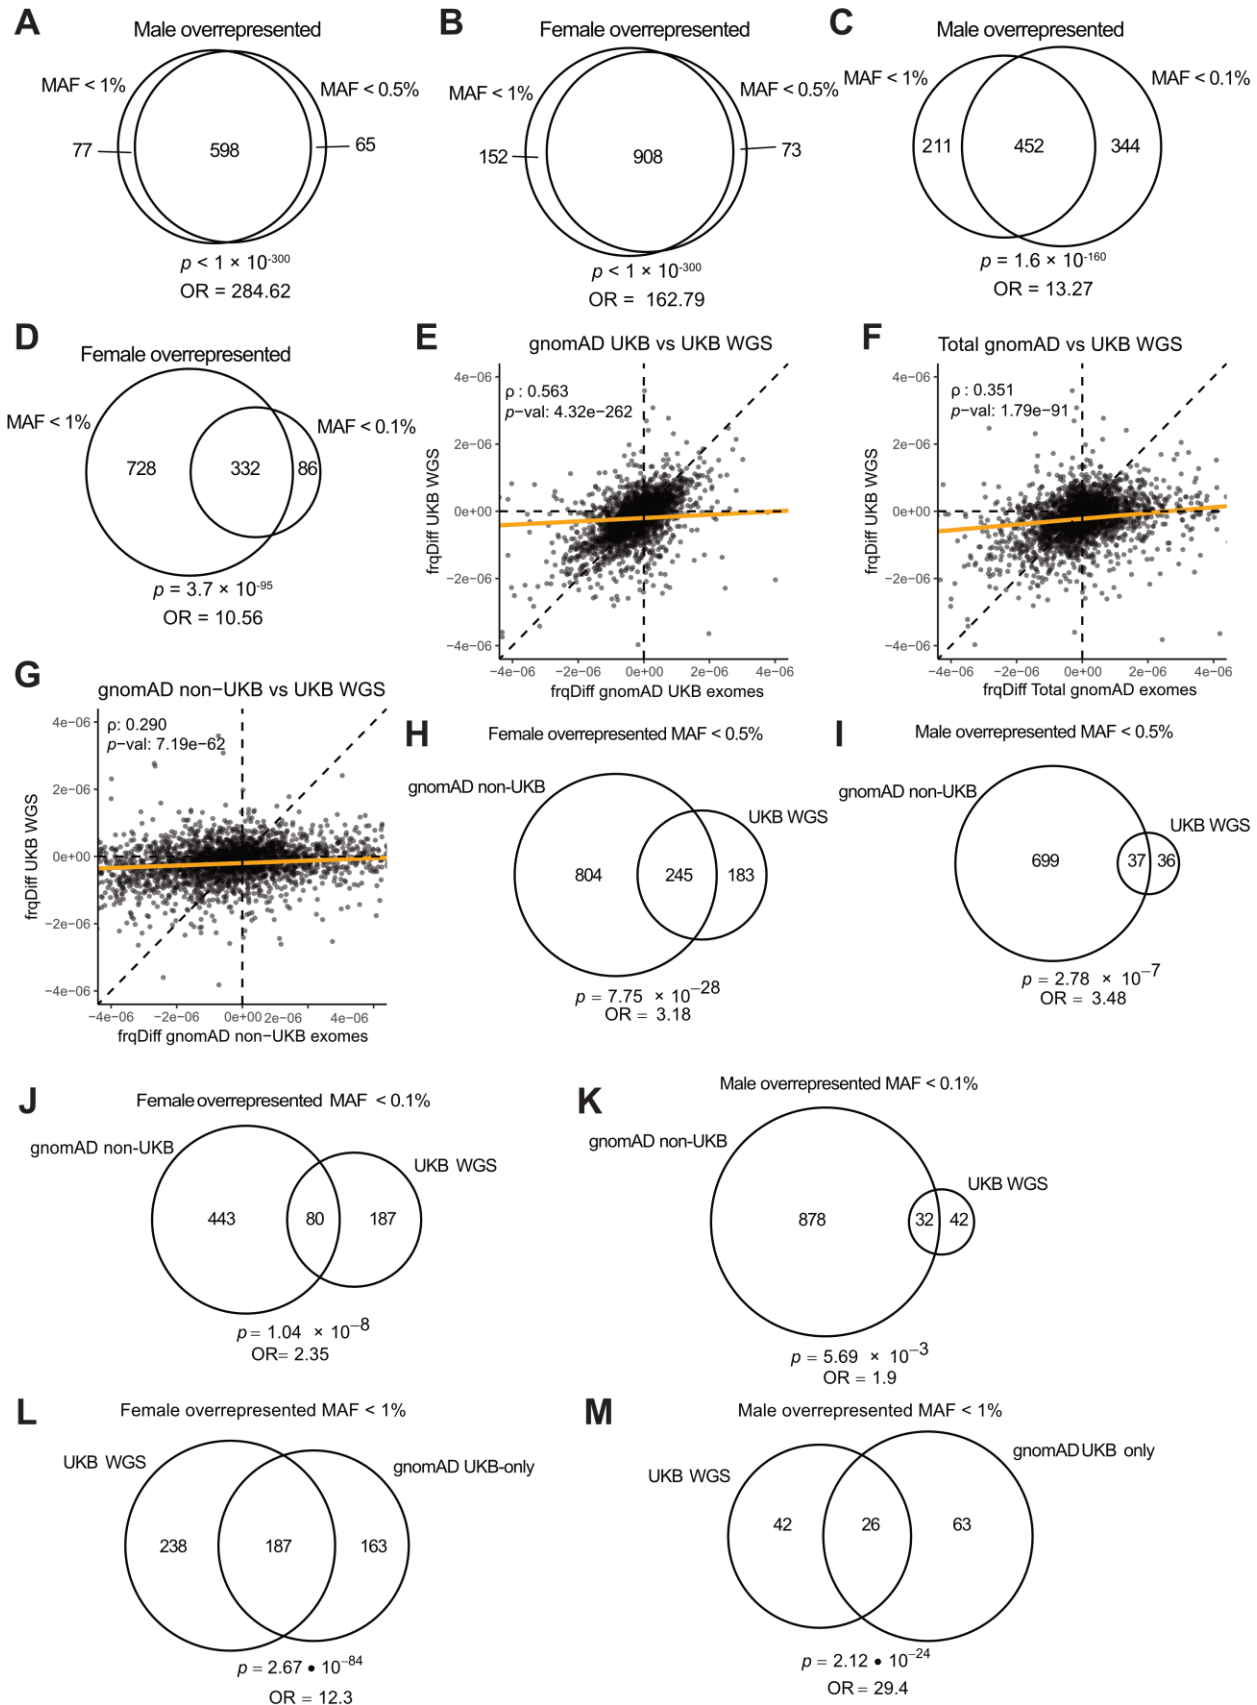 A
Male overrepresented
MAF < 1%
MAF < 0.5%
77
598
65
p < 1 × 10-300
OR = 284.62
B
Female overrepresented
MAF < 1%
MAF < 0.5%
152
908
73
p < 1 × 10-300
OR = 162.79
C
Male overrepresented
MAF < 1%
MAF < 0.1%
211
452
344
p = 1.6 × 10-160
OR = 13.27
D
Female overrepresented
MAF < 1%
MAF < 0.1%
728
332
86
p = 3.7 × 10-95
OR = 10.56
E
gnomAD UKB vs UKB WGS
ρ : 0.563
p−val: 4.32e−262
frqDiff UKB WGS
4e−06
2e−06
0e+00
−2e−06
−4e−06
−4e−06 −2e−06 0e+00 2e−06 4e−06
frqDiff gnomAD UKB exomes
F
Total gnomAD vs UKB WGS
ρ : 0.351
p−val: 1.79e−91
frqDiff UKB WGS
4e−06
2e−06
0e+00
−2e−06
−4e−06
−4e−06 −2e−06 0e+00 2e−06 4e−06
frqDiff Total gnomAD exomes
G
gnomAD non−UKB vs UKB WGS
ρ: 0.290
p−val: 7.19e−62
frqDiff UKB WGS
4e−06
2e−06
0e+00
−2e−06
−4e−06
−4e−06 −2e−06 0e+00 2e−06 4e−06
frqDiff gnomAD non−UKB exomes
H
Female overrepresented MAF < 0.5%
gnomAD non−UKB
UKB WGS
804
245
183
p = 7.75 × 10−28
OR = 3.18
I
Male overrepresented MAF < 0.5%
gnomAD non−UKB
UKB WGS
699
37
36
p = 2.78 × 10−7
OR = 3.48
J
Female overrepresented MAF < 0.1%
gnomAD non−UKB
UKB WGS
443
80
187
p = 1.04 × 10−8
OR= 2.35
K
Male overrepresented MAF < 0.1%
gnomAD non−UKB
UKB WGS
878
32
42
p = 5.69 × 10−3
OR = 1.9
L
Female overrepresented MAF < 1%
UKB WGS
gnomAD UKB-only
238
187
163
p = 2.67 • 10−84
OR = 12.3
M
Male overrepresented MAF < 1%
UKB WGS
gnomAD UKB only
42
26
63
p = 2.12 • 10−24
OR = 29.4